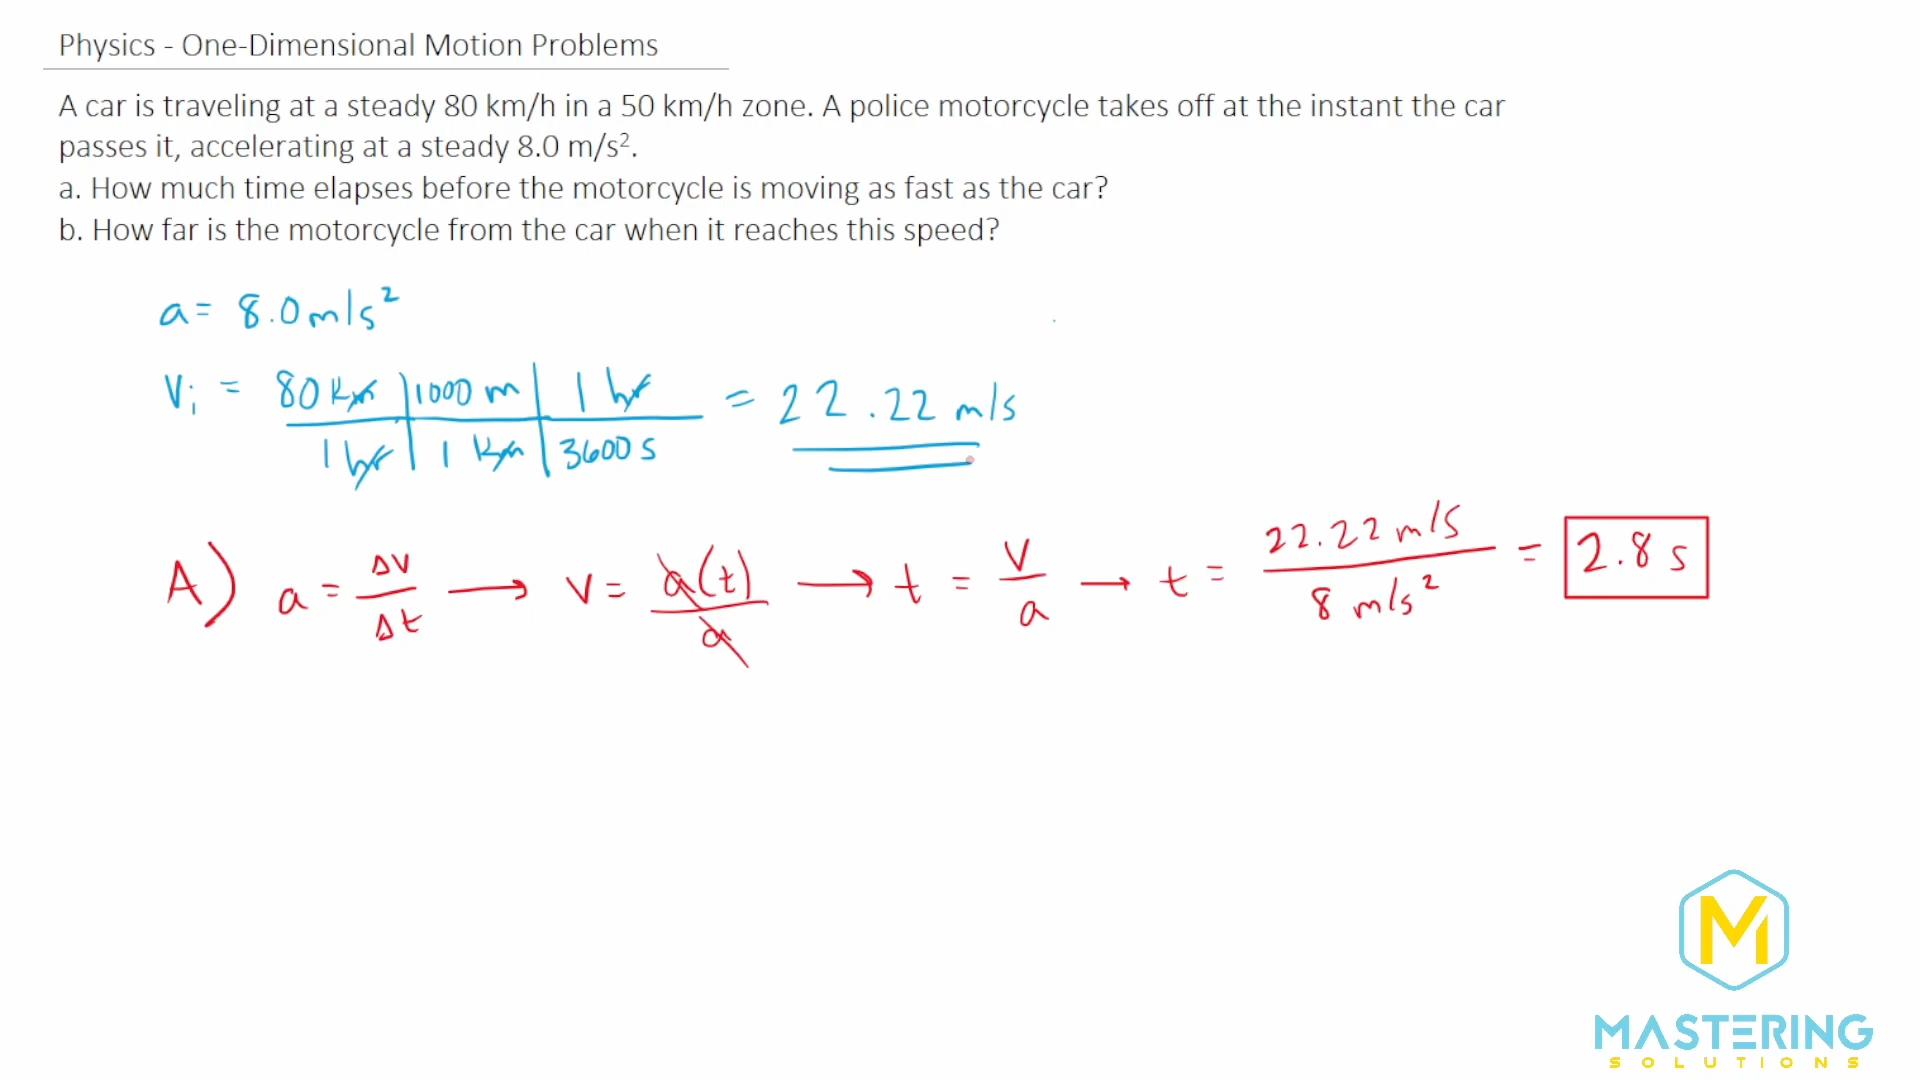 Physics - One-Dimensional Motion Problems
A car is traveling at a steady 80 km/h in a 50 km/h zone. A police motorcycle takes off at the instant the car
passes it, accelerating at a steady 8.0 m/s².
a. How much time elapses before the motorcycle is moving as fast as the car?
b. How far is the motorcycle from the car when it reaches this speed?
a = 8.0 m/s²
Vi = 80 km | 1000 m | 1 hr = 22.22 m/s
1 hr | 1 km | 3600 s
A) a = Δv/Δt → v = a(t)/a → t = v/a → t = 22.22 m/s / 8 m/s² = 2.8 s
MASTERING
SOLUTIONS